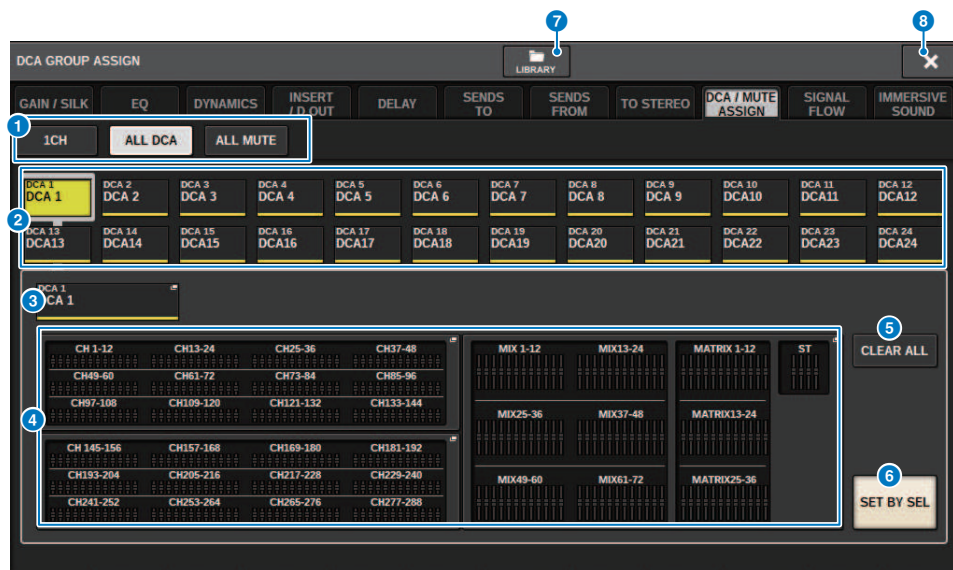 7 8
DCA GROUP ASSIGN LIBRARY
GAIN / SILK EQ DYNAMICS INSERT / D.OUT DELAY SENDS TO SENDS FROM TO STEREO DCA / MUTE ASSIGN SIGNAL FLOW IMMERSIVE SOUND
1
1CH ALL DCA ALL MUTE
DCA 1 DCA 2 DCA 3 DCA 4 DCA 5 DCA 6 DCA 7 DCA 8 DCA 9 DCA 10 DCA 11 DCA 12
DCA 1 DCA 2 DCA 3 DCA 4 DCA 5 DCA 6 DCA 7 DCA 8 DCA 9 DCA10 DCA11 DCA12
2
DCA 13 DCA 14 DCA 15 DCA 16 DCA 17 DCA 18 DCA 19 DCA 20 DCA 21 DCA 22 DCA 23 DCA 24
DCA13 DCA14 DCA15 DCA16 DCA17 DCA18 DCA19 DCA20 DCA21 DCA22 DCA23 DCA24
DCA 1
3 DCA 1
5
CH 1-12 CH13-24 CH25-36 CH37-48 MIX 1-12 MIX13-24 MATRIX 1-12 ST CLEAR ALL
CH49-60 CH61-72 CH73-84 CH85-96
CH97-108 CH109-120 CH121-132 CH133-144
4 MIX25-36 MIX37-48 MATRIX13-24
CH 145-156 CH157-168 CH169-180 CH181-192
6
CH193-204 CH205-216 CH217-228 CH229-240 MIX49-60 MIX61-72 MATRIX25-36
CH241-252 CH253-264 CH265-276 CH277-288 SET BY SEL